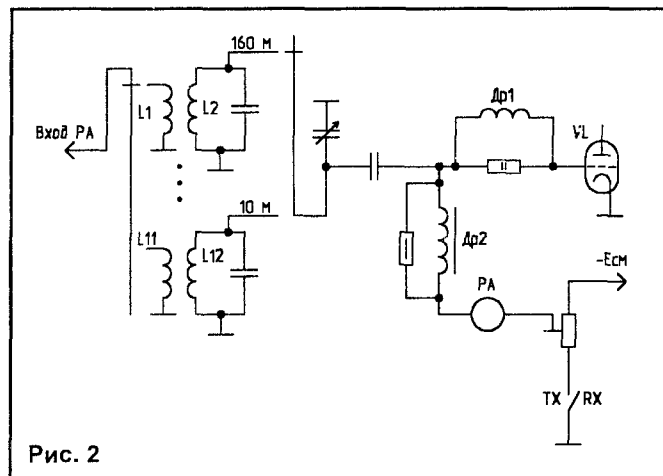 160 м
L1
L2
Др1
VL
Вход РА
10 м
L11
L12
Др2
-Есм
РА
TX
RX
Рис. 2